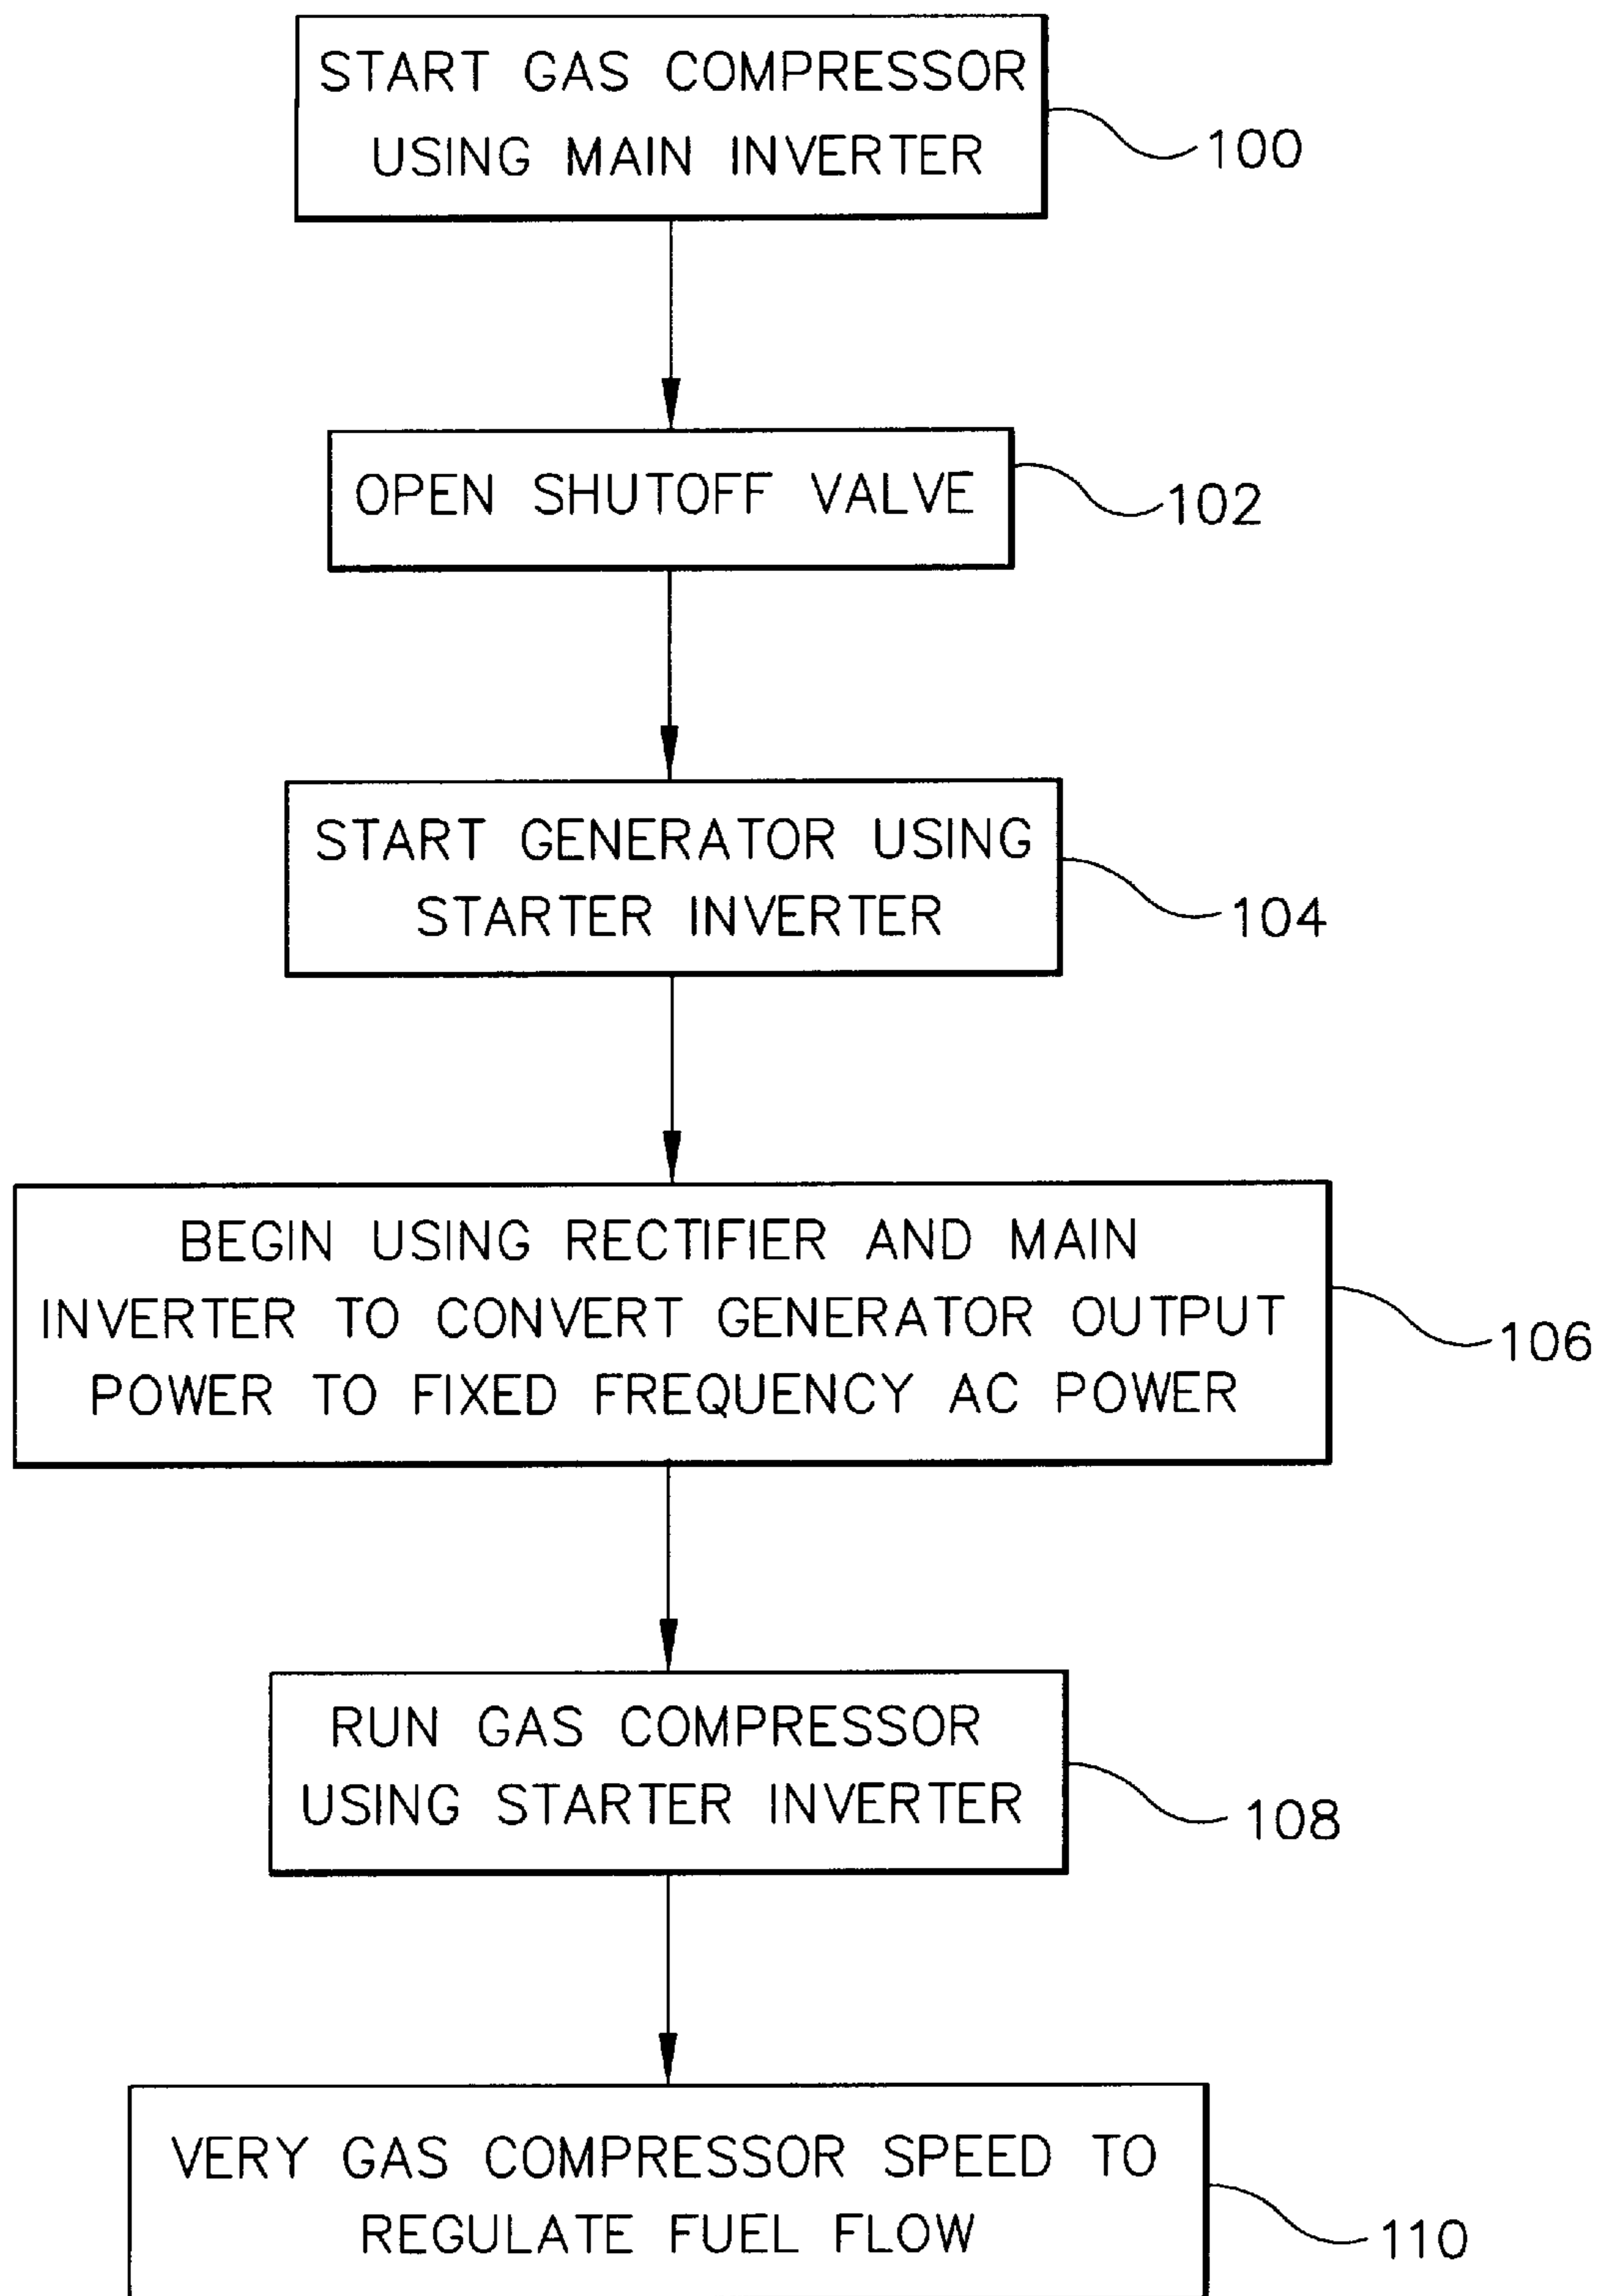 START GAS COMPRESSOR
USING MAIN INVERTER
100
OPEN SHUTOFF VALVE
102
START GENERATOR USING
STARTER INVERTER
104
BEGIN USING RECTIFIER AND MAIN
INVERTER TO CONVERT GENERATOR OUTPUT
POWER TO FIXED FREQUENCY AC POWER
106
RUN GAS COMPRESSOR
USING STARTER INVERTER
108
VERY GAS COMPRESSOR SPEED TO
REGULATE FUEL FLOW
110